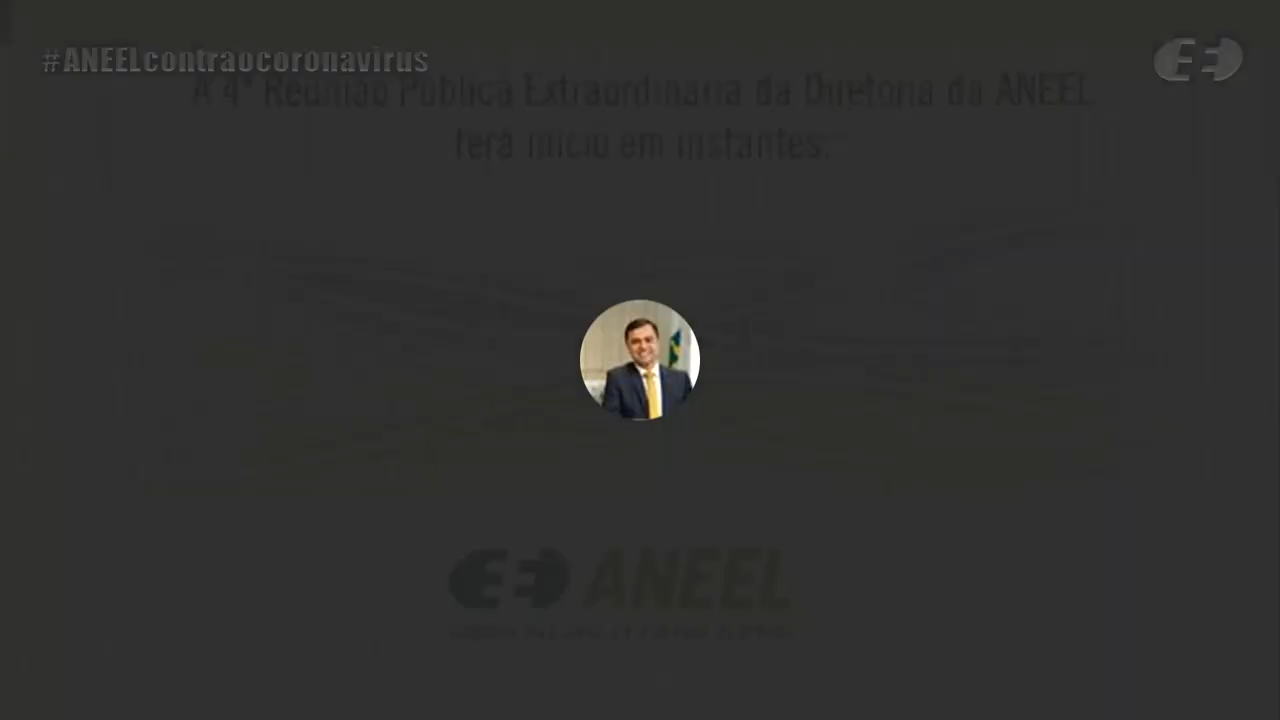 #ANEELcontraocoronavirus
A 4ª Reunião Pública Extraordinária da Diretoria da ANEEL
terá início em instantes.
ANEEL